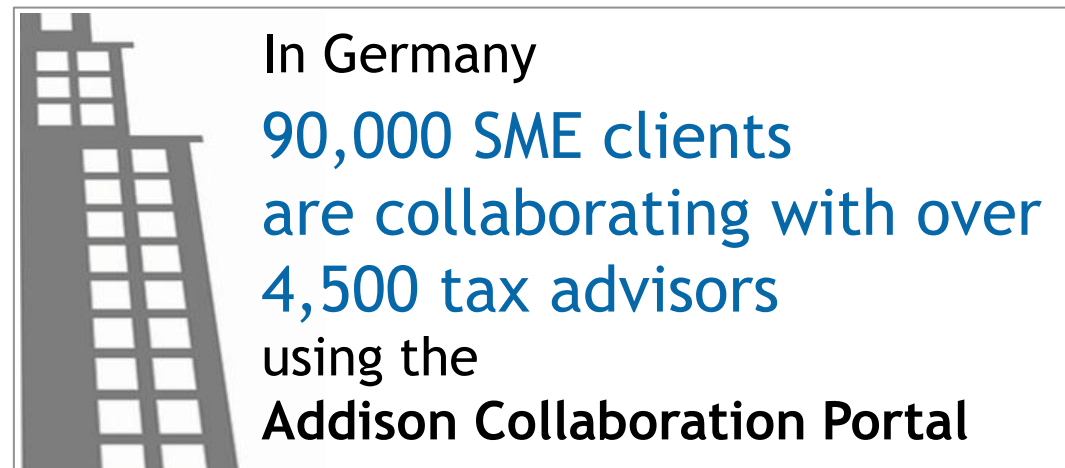 In Germany
90,000 SME clients
are collaborating with over
4,500 tax advisors
using the
Addison Collaboration Portal